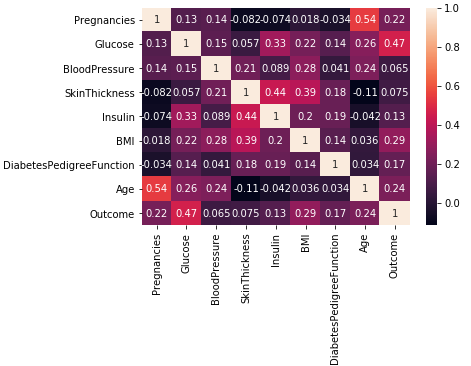 Pregnancies 1 0.13 0.14 -0.082 -0.074 0.018 -0.034 0.54 0.22
Glucose 0.13 1 0.15 0.057 0.33 0.22 0.14 0.26 0.47
BloodPressure 0.14 0.15 1 0.21 0.089 0.28 0.041 0.24 0.065
SkinThickness -0.082 0.057 0.21 1 0.44 0.39 0.18 -0.11 0.075
Insulin -0.074 0.33 0.089 0.44 1 0.2 0.19 -0.042 0.13
BMI 0.018 0.22 0.28 0.39 0.2 1 0.14 0.036 0.29
DiabetesPedigreeFunction -0.034 0.14 0.041 0.18 0.19 0.14 1 0.034 0.17
Age 0.54 0.26 0.24 -0.11 -0.042 0.036 0.034 1 0.24
Outcome 0.22 0.47 0.065 0.075 0.13 0.29 0.17 0.24 1
Pregnancies
Glucose
BloodPressure
SkinThickness
Insulin
BMI
DiabetesPedigreeFunction
Age
Outcome
1.0
0.8
0.6
0.4
0.2
0.0